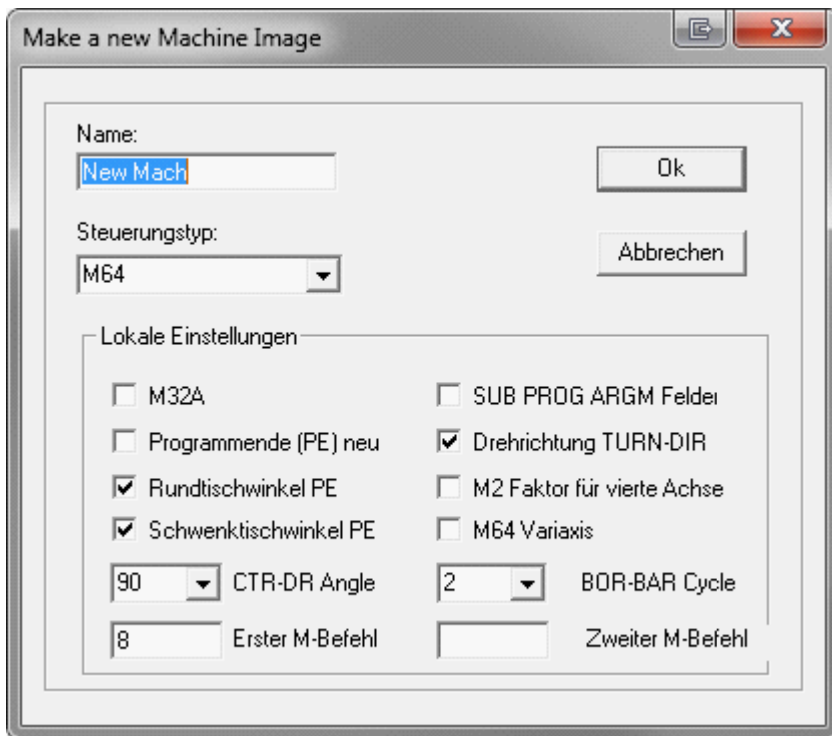 Make a new Machine Image
Name:
New Mach
Ok
Steuerungstyp:
M64
Abbrechen
Lokale Einstellungen
M32A
SUB PROG ARGM Felder
Programmende (PE) neu
Drehrichtung TURN-DIR
Rundtischwinkel PE
M2 Faktor für vierte Achse
Schwenktischwinkel PE
M64 Variaxis
90 CTR-DR Angle
2 BOR-BAR Cycle
8 Erster M-Befehl
Zweiter M-Befehl